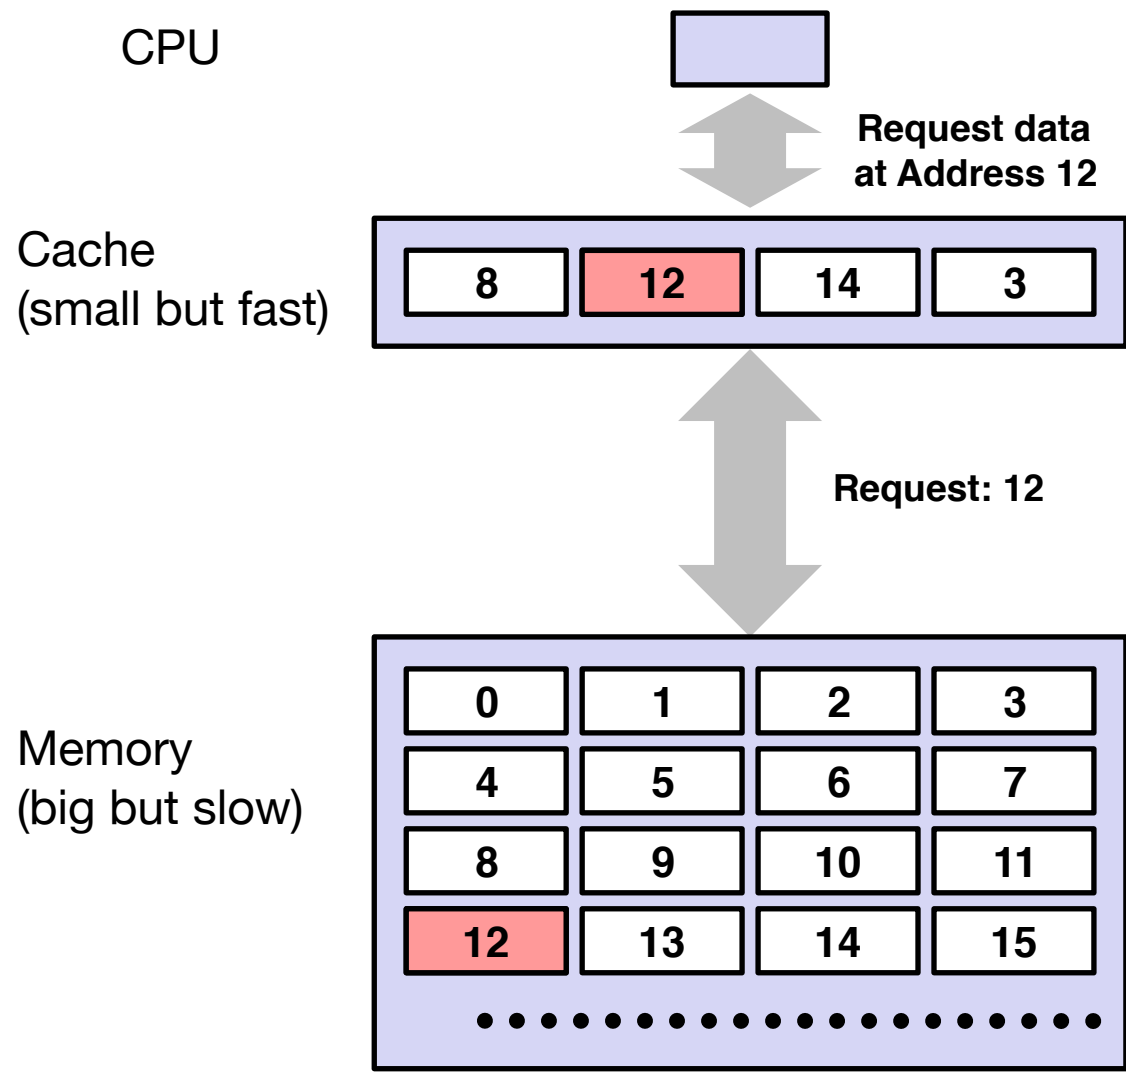 CPU
Request data
at Address 12
Cache
(small but fast)
8 12 14 3
Request: 12
Memory
(big but slow)
0 1 2 3
4 5 6 7
8 9 10 11
12 13 14 15